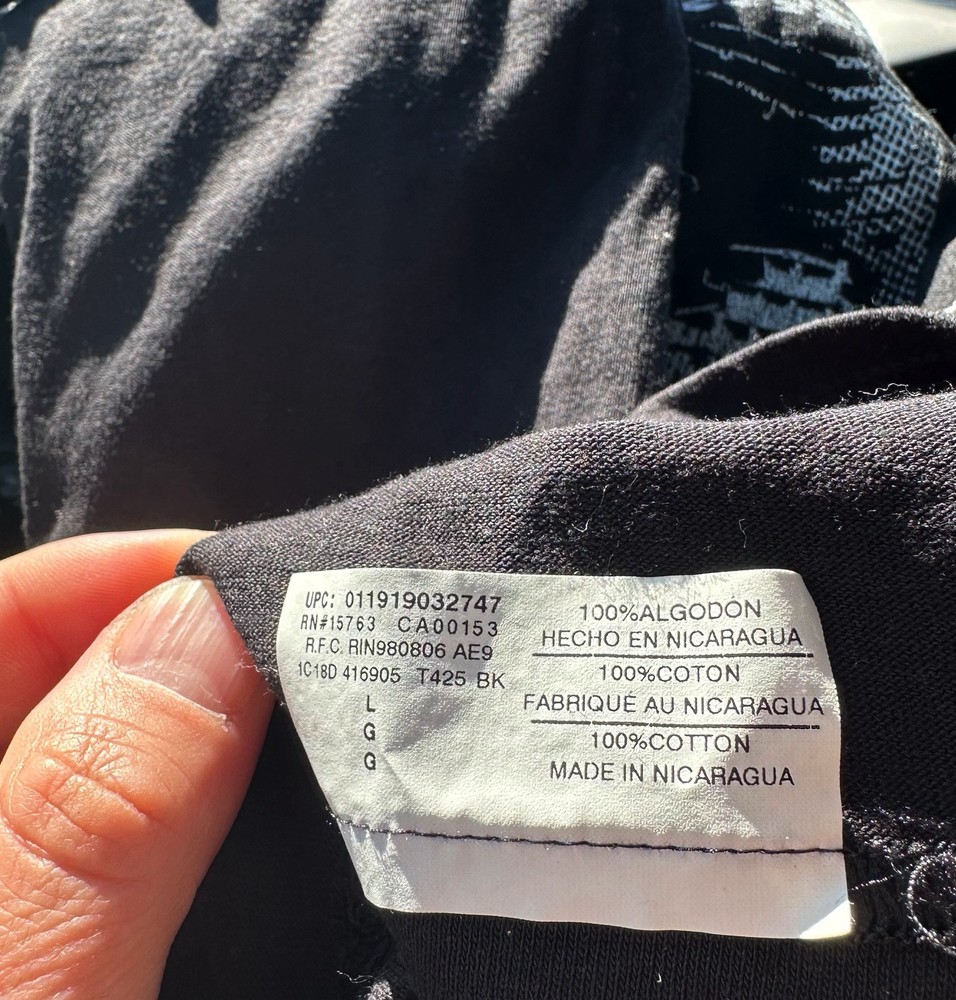 UPC: 011919032747
RN#15763 CA00153
R.F.C. RIN980806 AE9
1C18D 416905 T425 BK
L
G
G
100%ALGODÓN
HECHO EN NICARAGUA
100%COTON
FABRIQUÉ AU NICARAGUA
100%COTTON
MADE IN NICARAGUA